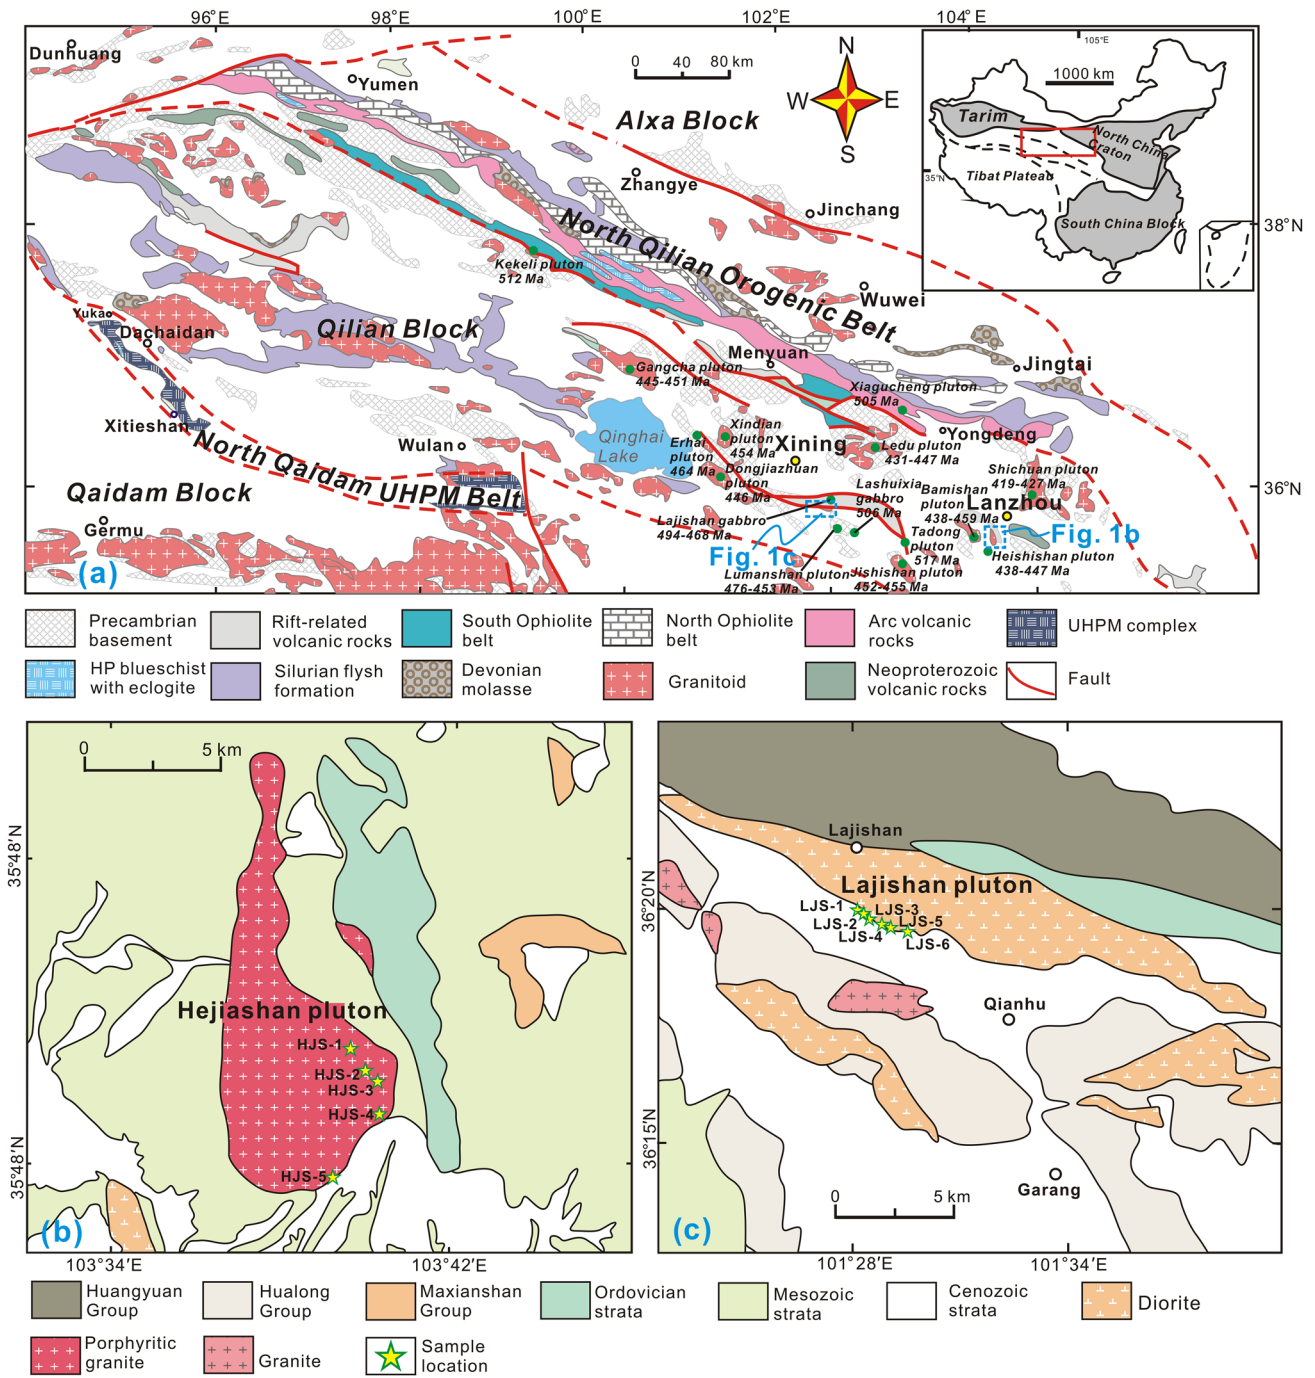 96°E
98°E
100°E
102°E
104°E
Dunhuang
Yumen
0
40
80 km
N
W
E
S
Alxa Block
Zhangye
Jinchang
105°E
1000 km
Tarim
North China
Craton
35°N
Tibat Plateau
South China Block
38°N
North Qilian Orogenic Belt
Kekeli pluton
512 Ma
Wuwei
Yuka
Dachaidan
Qilian Block
Menyuan
Jingtai
Gangcha pluton
445-451 Ma
Xiagucheng pluton
505 Ma
Xitieshan
North Qaidam UHPM Belt
Wulan
Qinghai
Lake
Erhai
pluton
464 Ma
Xindian
pluton
454 Ma
Xining
Yongdeng
Ledu pluton
431-447 Ma
Dongjiazhuan
pluton
446 Ma
Lashuixia
gabbro
506 Ma
Shichuan pluton
419-427 Ma
Bamishan
pluton
438-459 Ma
Lanzhou
36°N
Qaidam Block
Germu
Lajishan gabbro
494-468 Ma
Fig. 1c
Tadong
pluton
517 Ma
Fig. 1b
Heishishan pluton
438-447 Ma
Lumanshan pluton
476-453 Ma
Jishishan pluton
452-455 Ma
(a)
Precambrian
basement
Rift-related
volcanic rocks
South Ophiolite
belt
North Ophiolite
belt
Arc volcanic
rocks
UHPM complex
HP blueschist
with eclogite
Silurian flysh
formation
Devonian
molasse
Granitoid
Neoproterozoic
volcanic rocks
Fault
0
5 km
35°48′N
Hejiashan pluton
HJS-1
HJS-2
HJS-3
HJS-4
HJS-5
35°48′N
(b)
103°34′E
103°42′E
Lajishan
Lajishan pluton
36°20′N
LJS-1
LJS-3
LJS-2
LJS-5
LJS-4
LJS-6
Qianhu
36°15′N
Garang
0
5 km
(c)
101°28′E
101°34′E
Huangyuan
Group
Hualong
Group
Maxianshan
Group
Ordovician
strata
Mesozoic
strata
Cenozoic
strata
Diorite
Porphyritic
granite
Granite
Sample
location